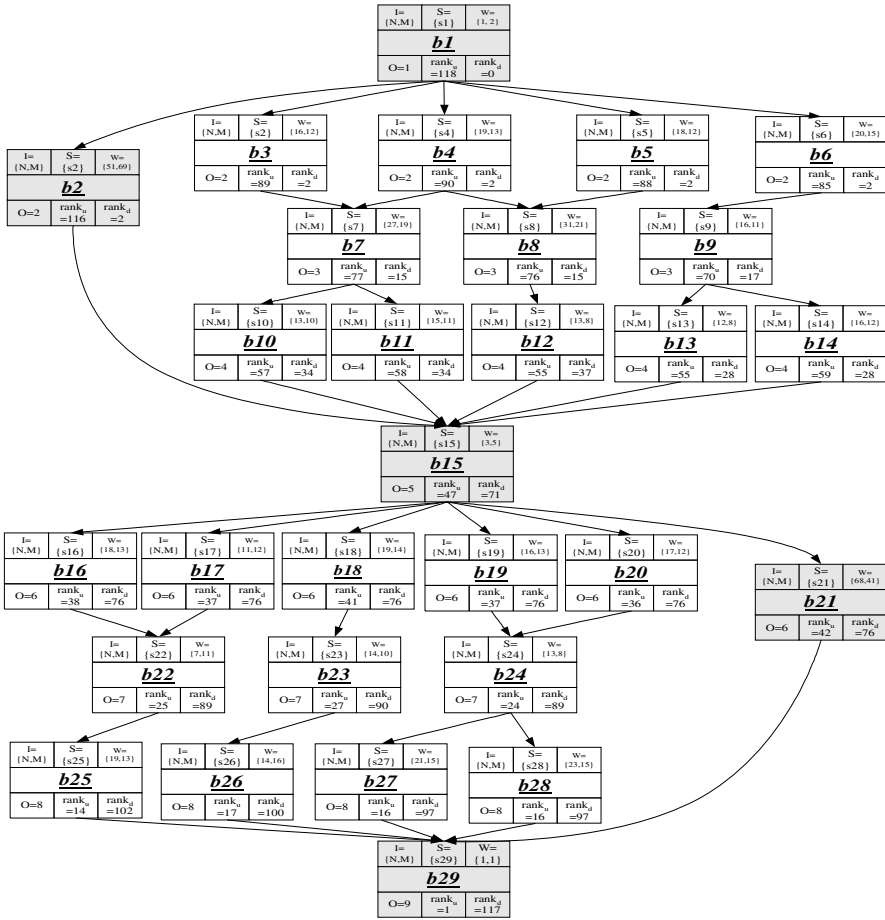 I= {N,M} S= {s1} W= {1, 2}
b1
O=1 rank_u =118 rank_d =0
I= {N,M} S= {s2} W= {16,12}
b3
O=2 rank_u =89 rank_d =2
I= {N,M} S= {s4} W= {19,13}
b4
O=2 rank_u =90 rank_d =2
I= {N,M} S= {s5} W= {18,12}
b5
O=2 rank_u =88 rank_d =2
I= {N,M} S= {s6} W= {20,15}
b6
O=2 rank_u =85 rank_d =2
I= {N,M} S= {s2} W= {51,69}
b2
O=2 rank_u =116 rank_d =2
I= {N,M} S= {s7} W= {27,19}
b7
O=3 rank_u =77 rank_d =15
I= {N,M} S= {s8} W= {31,21}
b8
O=3 rank_u =76 rank_d =15
I= {N,M} S= {s9} W= {16,11}
b9
O=3 rank_u =70 rank_d =17
I= {N,M} S= {s10} W= {13,10}
b10
O=4 rank_u =57 rank_d =34
I= {N,M} S= {s11} W= {15,11}
b11
O=4 rank_u =58 rank_d =34
I= {N,M} S= {s12} W= {13,8}
b12
O=4 rank_u =55 rank_d =37
I= {N,M} S= {s13} W= {12,8}
b13
O=4 rank_u =55 rank_d =28
I= {N,M} S= {s14} W= {16,12}
b14
O=4 rank_u =59 rank_d =28
I= {N,M} S= {s15} W= {3,5}
b15
O=5 rank_u =47 rank_d =71
I= {N,M} S= {s16} W= {18,13}
b16
O=6 rank_u =38 rank_d =76
I= {N,M} S= {s17} W= {11,12}
b17
O=6 rank_u =37 rank_d =76
I= {N,M} S= {s18} W= {19,14}
b18
O=6 rank_u =41 rank_d =76
I= {N,M} S= {s19} W= {16,13}
b19
O=6 rank_u =37 rank_d =76
I= {N,M} S= {s20} W= {17,12}
b20
O=6 rank_u =36 rank_d =76
I= {N,M} S= {s21} W= {68,41}
b21
O=6 rank_u =42 rank_d =76
I= {N,M} S= {s22} W= {7,11}
b22
O=7 rank_u =25 rank_d =89
I= {N,M} S= {s23} W= {14,10}
b23
O=7 rank_u =27 rank_d =90
I= {N,M} S= {s24} W= {13,8}
b24
O=7 rank_u =24 rank_d =89
I= {N,M} S= {s25} W= {19,13}
b25
O=8 rank_u =14 rank_d =102
I= {N,M} S= {s26} W= {14,16}
b26
O=8 rank_u =17 rank_d =100
I= {N,M} S= {s27} W= {21,15}
b27
O=8 rank_u =16 rank_d =97
I= {N,M} S= {s28} W= {23,15}
b28
O=8 rank_u =16 rank_d =97
I= {N,M} S= {s29} W= {1,1}
b29
O=9 rank_u =1 rank_d =117